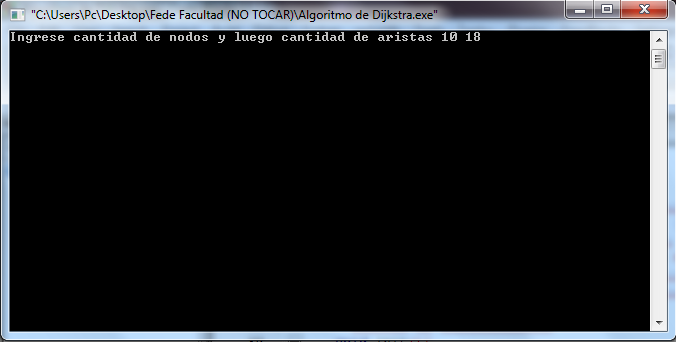 "C:\Users\Pc\Desktop\Fede Facultad (NO TOCAR)\Algoritmo de Dijkstra.exe"
Ingrese cantidad de nodos y luego cantidad de aristas 10 18